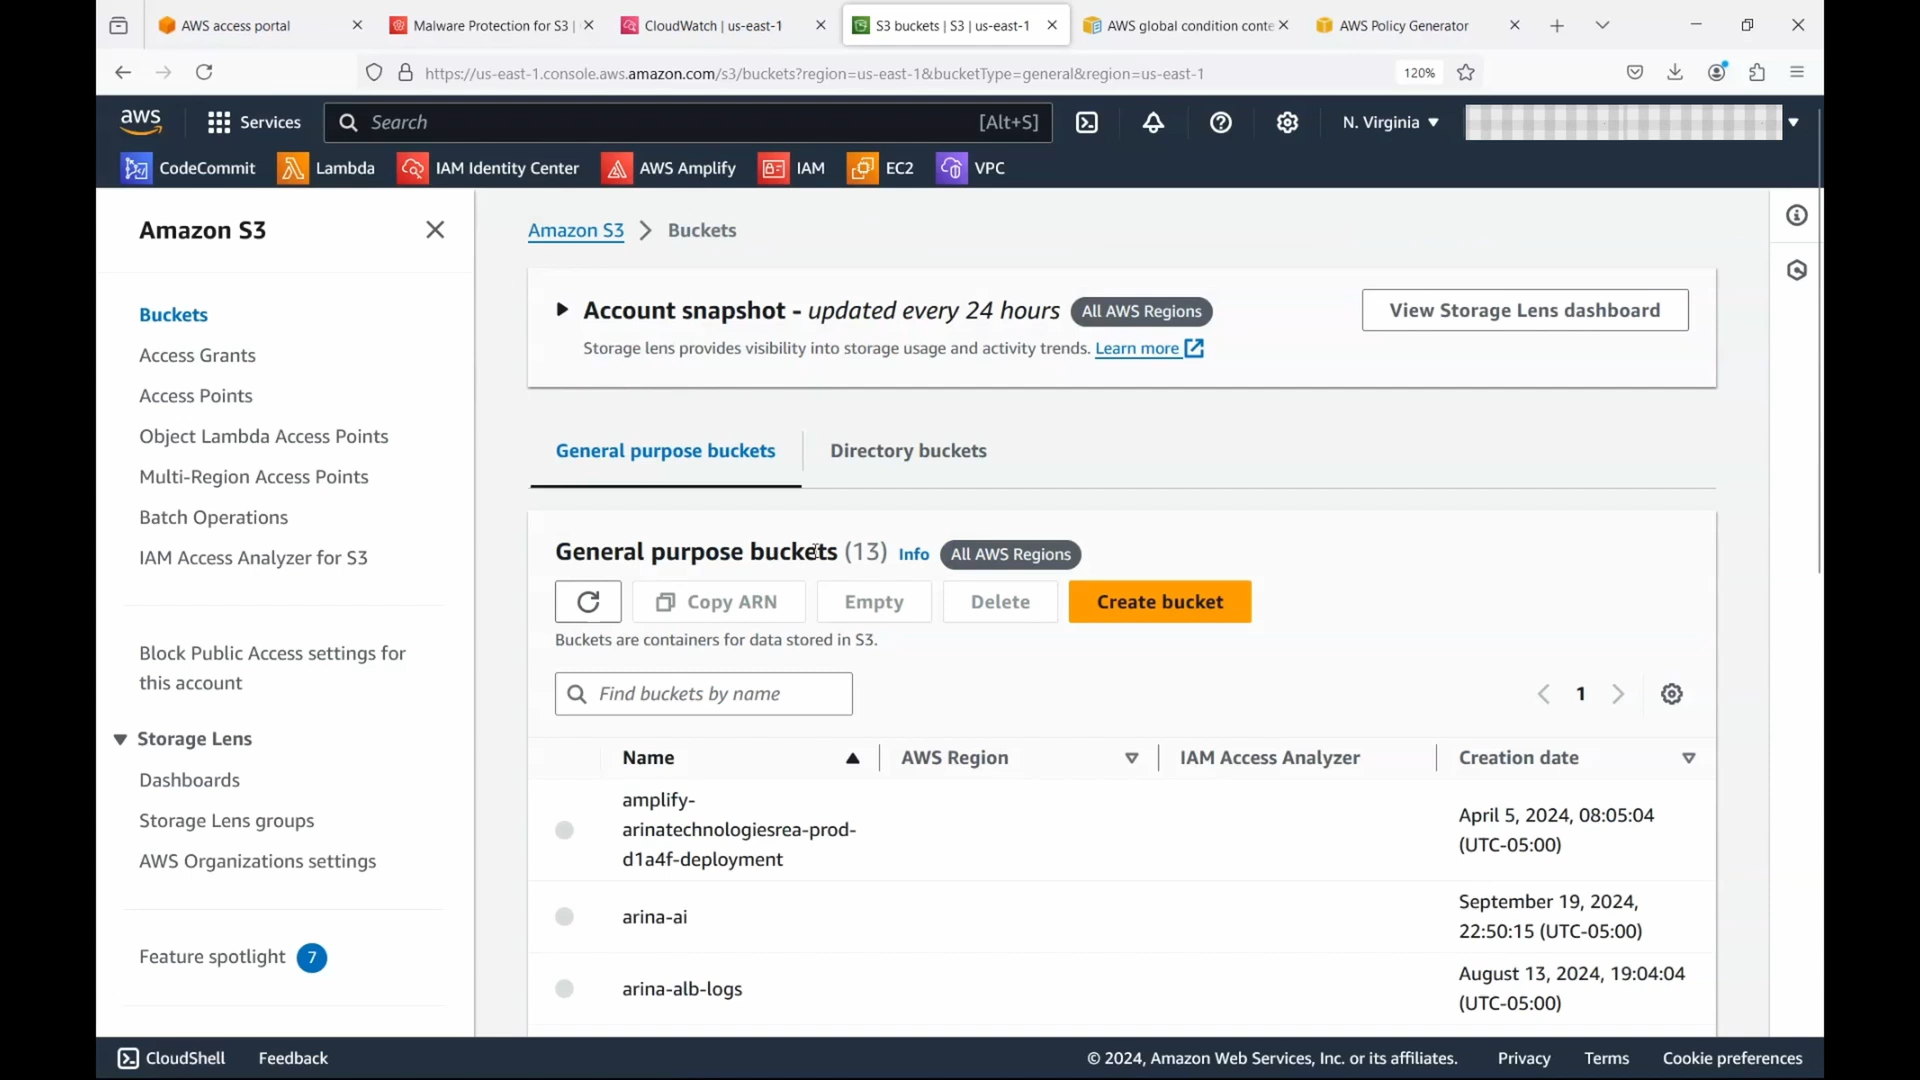 AWS access portal
Malware Protection for S3 |
CloudWatch | us-east-1
S3 buckets | S3 | us-east-1
AWS global condition conte
AWS Policy Generator
https://us-east-1.console.aws.amazon.com/s3/buckets?region=us-east-1&bucketType=general&region=us-east-1
120%
aws
Services
Search
[Alt+S]
N. Virginia
CodeCommit
Lambda
IAM Identity Center
AWS Amplify
IAM
EC2
VPC
Amazon S3
Buckets
Access Grants
Access Points
Object Lambda Access Points
Multi-Region Access Points
Batch Operations
IAM Access Analyzer for S3
Block Public Access settings for
this account
Storage Lens
Dashboards
Storage Lens groups
AWS Organizations settings
Feature spotlight 7
Amazon S3 > Buckets
Account snapshot - updated every 24 hours All AWS Regions
View Storage Lens dashboard
Storage lens provides visibility into storage usage and activity trends. Learn more
General purpose buckets
Directory buckets
General purpose buckets (13) Info All AWS Regions
Copy ARN
Empty
Delete
Create bucket
Buckets are containers for data stored in S3.
Find buckets by name
1
Name
AWS Region
IAM Access Analyzer
Creation date
amplify-
arinatechnologiesrea-prod-
d1a4f-deployment
April 5, 2024, 08:05:04
(UTC-05:00)
arina-ai
September 19, 2024,
22:50:15 (UTC-05:00)
arina-alb-logs
August 13, 2024, 19:04:04
(UTC-05:00)
CloudShell
Feedback
© 2024, Amazon Web Services, Inc. or its affiliates.
Privacy
Terms
Cookie preferences